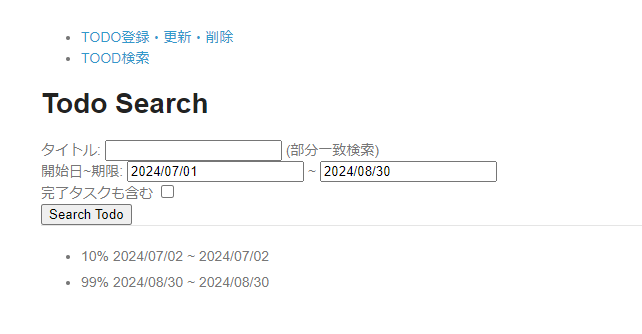 TODO登録・更新・削除
TOOD検索
Todo Search
タイトル: (部分一致検索)
開始日~期限: 2024/07/01 ~ 2024/08/30
完了タスクも含む
Search Todo
10% 2024/07/02 ~ 2024/07/02
99% 2024/08/30 ~ 2024/08/30